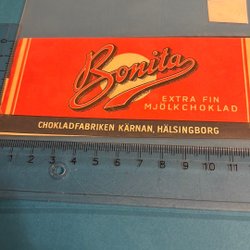 Bonita
EXTRA FIN
MJÖLKCHOKLAD
CHOKLADFABRIKEN KÄRNAN, HÄLSINGBORG
1 2 3 4 5 6 7 8 9 10 11